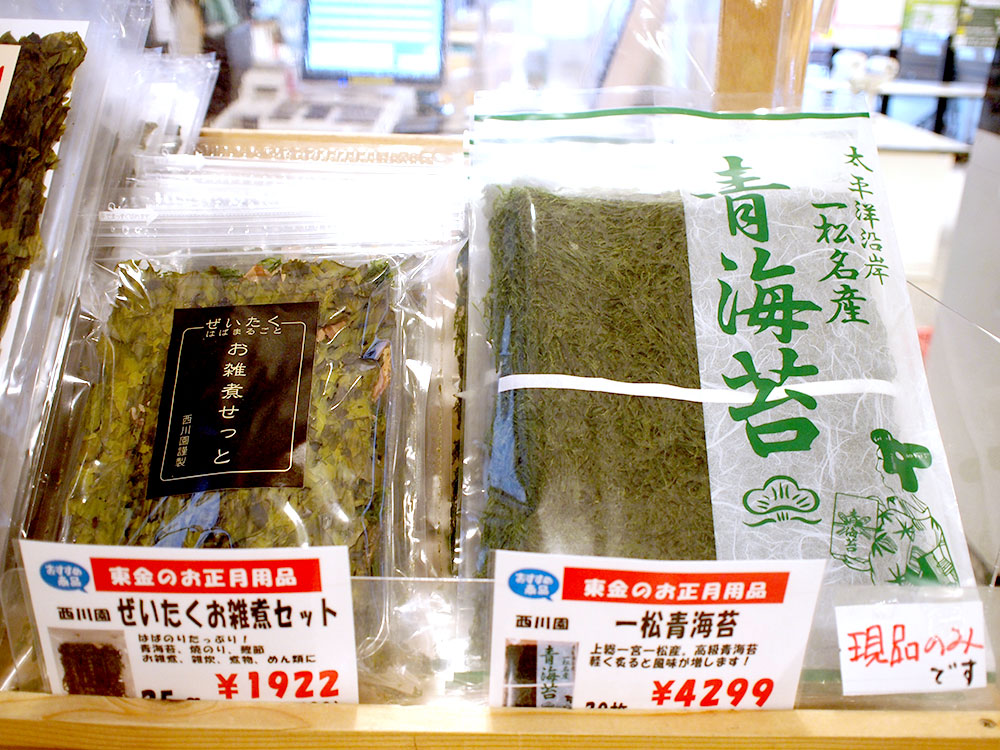 ぜいたく
はばまるごと
お雑煮せっと
西川園謹製
太平洋沿岸
一松名産
青海苔
おすすめ
商品
東金のお正月用品
西川園 ぜいたくお雑煮セット
はばのりたっぷり！
青海苔、焼のり、鰹節
お雑煮、雑炊、煮物、めん類に
¥1922
おすすめ
商品
東金のお正月用品
西川園 一松青海苔
上総一宮一松産、高級青海苔
軽く炙ると風味が増します！
青海苔
¥4299
現品のみ
です